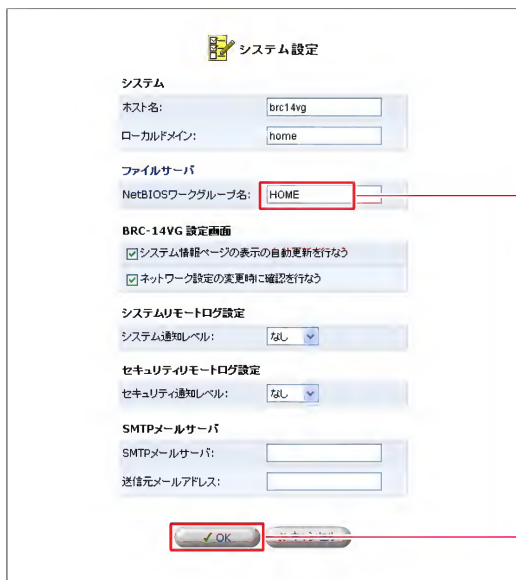 システム設定
システム
ホスト名: brc14vg
ローカルドメイン: home
ファイルサーバ
NetBIOSワークグループ名: HOME
BRC-14VG 設定画面
システム情報ページの表示の自動更新を行なう
ネットワーク設定の変更時に確認を行なう
システムリモートログ設定
システム通知レベル: なし
セキュリティリモートログ設定
セキュリティ通知レベル: なし
SMTPメールサーバ
SMTPメールサーバ:
送信元メールアドレス:
OK